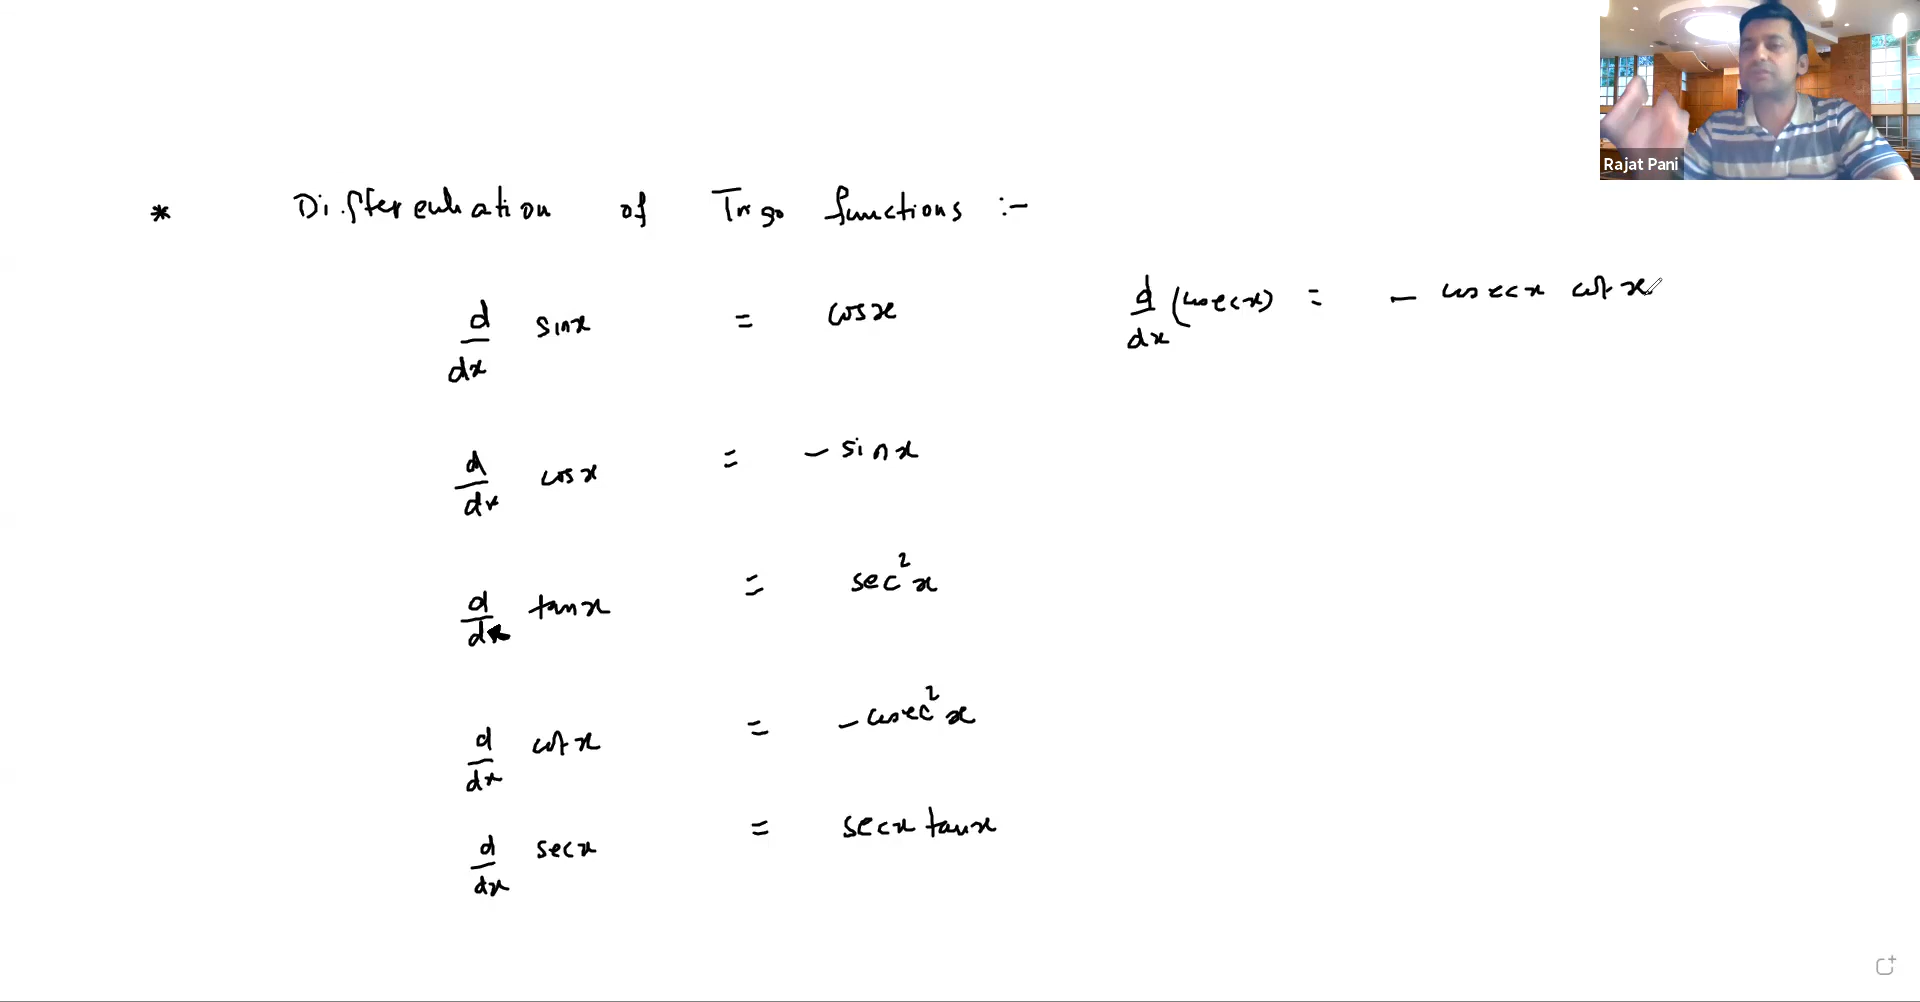 * Differentiation of Trigo functions :-
d/dx sinx = cosx
d/dx cosx = - sinx
d/dx tanx = sec²x
d/dx cotx = - cosec²x
d/dx secx = secx tanx
d/dx (cosecx) = - cosecx cotx
Rajat Pani